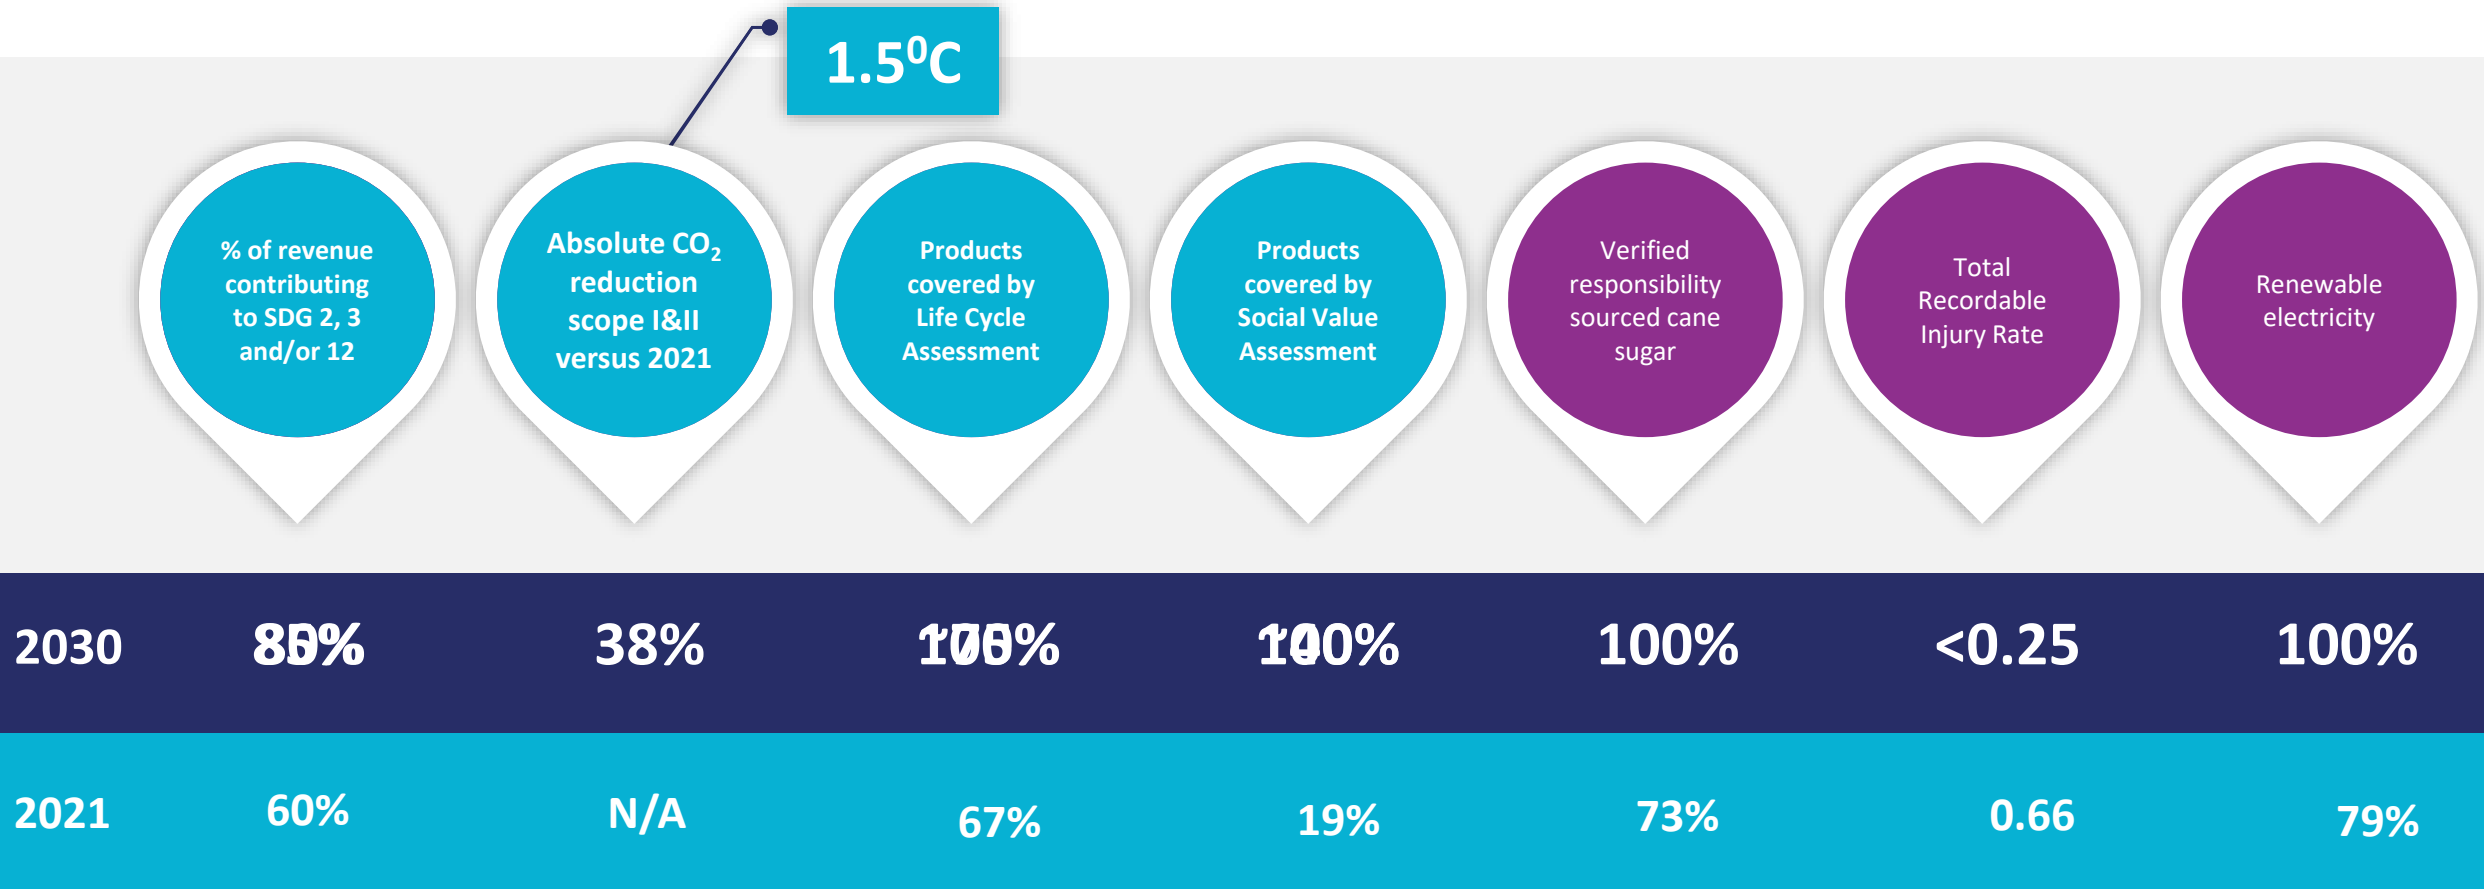 1.5⁰C
% of revenue
contributing
to SDG 2, 3
and/or 12
Absolute CO₂
reduction
scope I&II
versus 2021
Products
covered by
Life Cycle
Assessment
Products
covered by
Social Value
Assessment
Verified
responsibility
sourced cane
sugar
Total
Recordable
Injury Rate
Renewable
electricity
2030
38%
100%
<0.25
100%
2021
60%
N/A
67%
19%
73%
0.66
79%